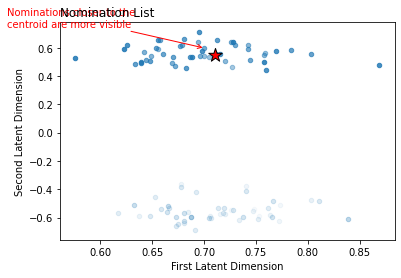 Nomination List
Nominations close to the
centroid are more visible
Second Latent Dimension
0.6
0.4
0.2
0.0
−0.2
−0.4
−0.6
0.60 0.65 0.70 0.75 0.80 0.85
First Latent Dimension